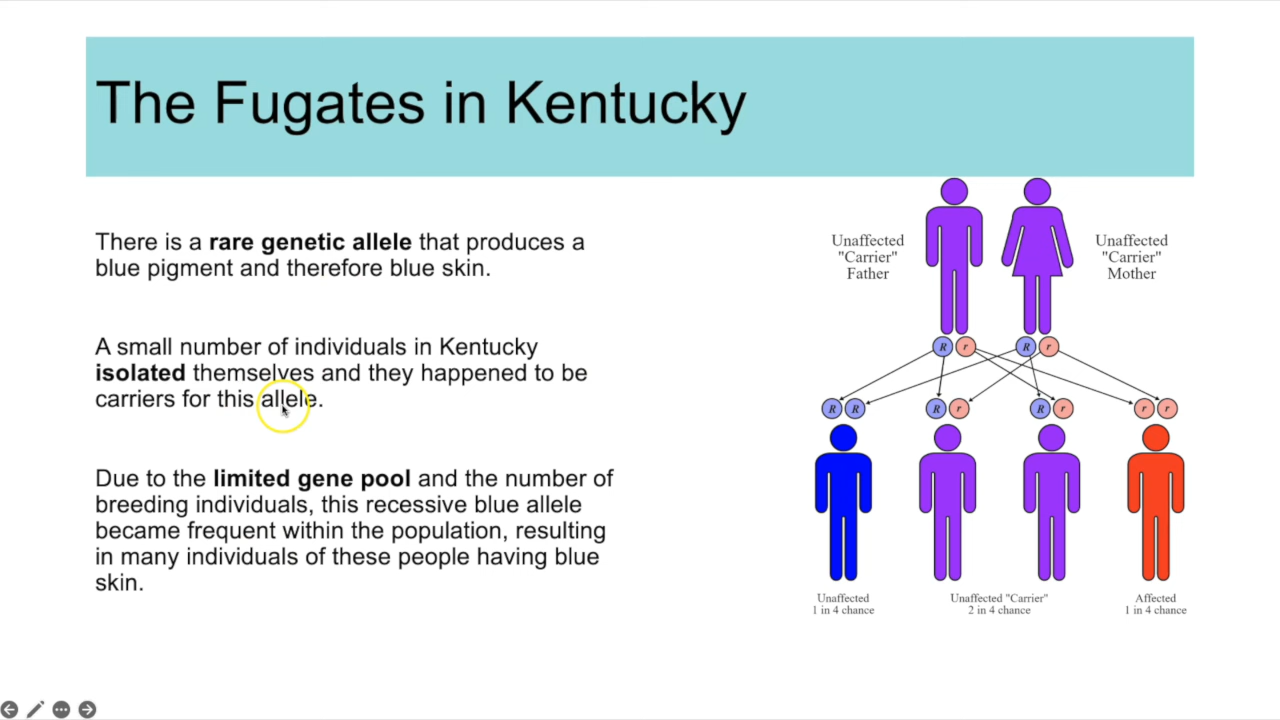 The Fugates in Kentucky
There is a rare genetic allele that produces a
blue pigment and therefore blue skin.
A small number of individuals in Kentucky
isolated themselves and they happened to be
carriers for this allele.
Due to the limited gene pool and the number of
breeding individuals, this recessive blue allele
became frequent within the population, resulting
in many individuals of these people having blue
skin.
Unaffected
"Carrier"
Father
Unaffected
"Carrier"
Mother
R r R r
R R R r R r r r
Unaffected
1 in 4 chance
Unaffected "Carrier"
2 in 4 chance
Affected
1 in 4 chance